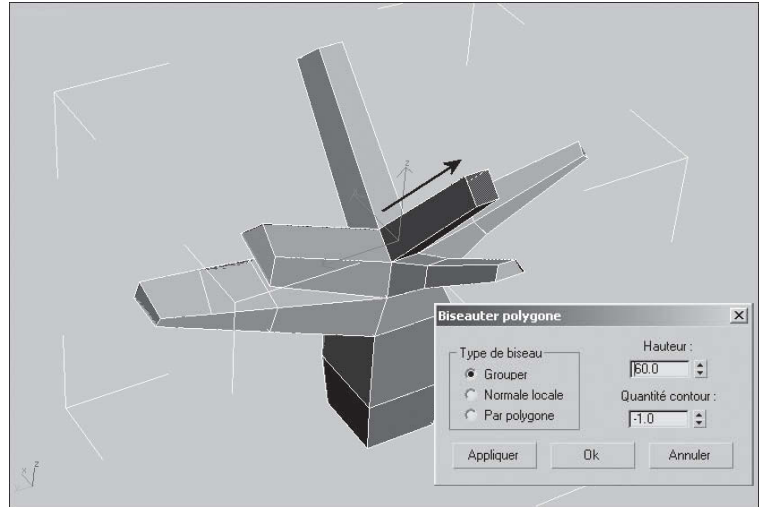 z
Biseauter polygone
Type de biseau
Grouper
Normale locale
Par polygone
Hauteur :
60.0
Quantité contour :
-1.0
Appliquer
Ok
Annuler
z